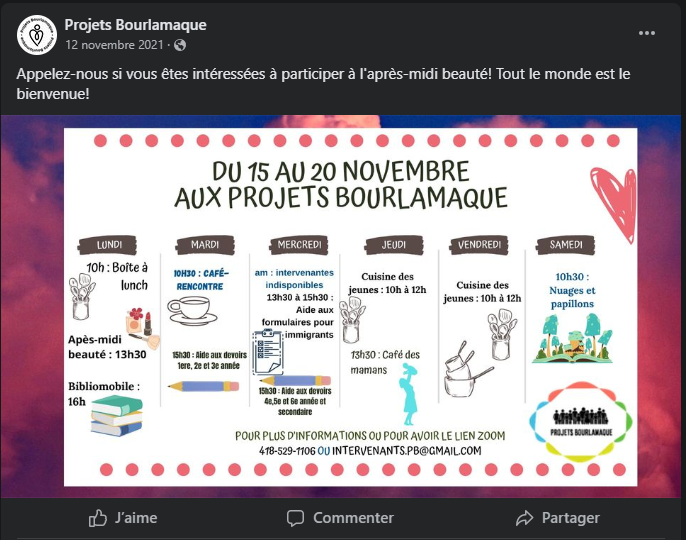 Projets Bourlamaque
12 novembre 2021 ·
Appelez-nous si vous êtes intéressées à participer à l'après-midi beauté! Tout le monde est le
bienvenue!
DU 15 AU 20 NOVEMBRE
AUX PROJETS BOURLAMAQUE
LUNDI
10h : Boîte à
lunch
Apès-midi
beauté : 13h30
Bibliomobile :
16h
MARDI
10H30 : CAFÉ-
RENCONTRE
15h30 : Aide aux devoirs
1ere, 2e et 3e année
MERCREDI
am : intervenantes
indisponibles
13h30 à 15h30 :
Aide aux
formulaires pour
immigrants
15h30 : Aide aux devoirs
4e,5e et 6e année et
secondaire
JEUDI
Cuisine des
jeunes : 10h à 12h
13h30 : Café des
mamans
VENDREDI
Cuisine des
jeunes : 10h à 12h
SAMEDI
10h30 :
Nuages et
papillons
PROJETS BOURLAMAQUE
POUR PLUS D'INFORMATIONS OU POUR AVOIR LE LIEN ZOOM
418-529-1106 OU INTERVENANTS.PB@GMAIL.COM
J'aime
Commenter
Partager